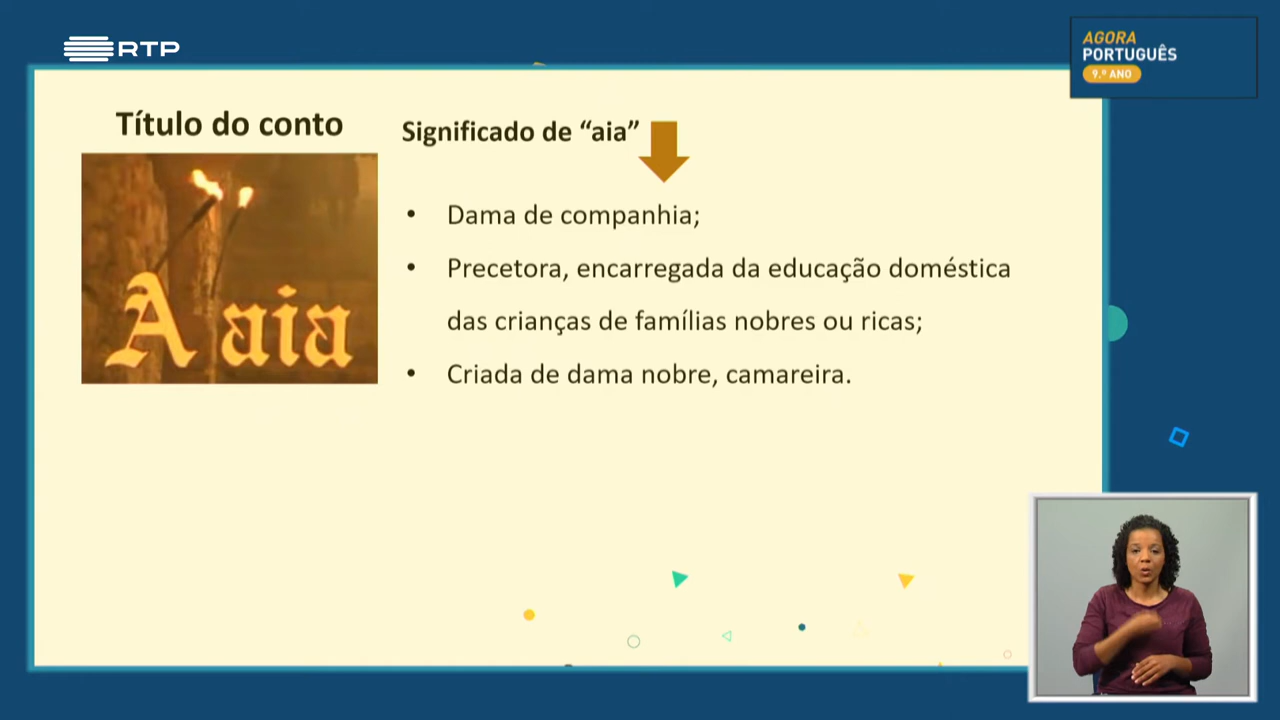 RTP
AGORA
PORTUGUÊS
9.º ANO
Título do conto
A aia
Significado de “aia”
• Dama de companhia;
• Precetora, encarregada da educação doméstica
das crianças de famílias nobres ou ricas;
• Criada de dama nobre, camareira.